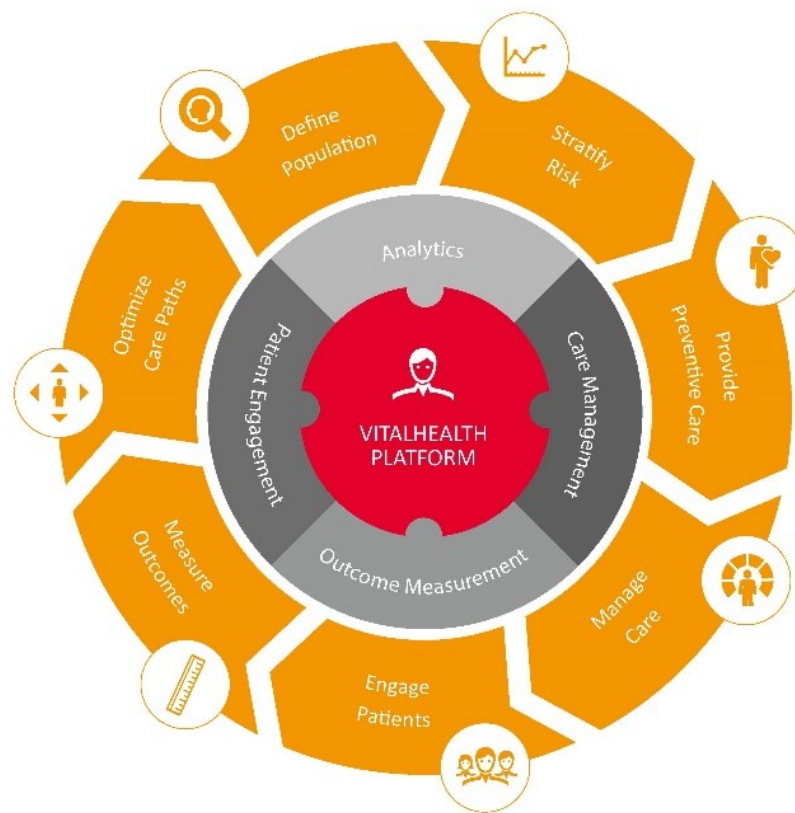 Define
Population
Stratify
Risk
Provide
Preventive Care
Manage
Care
Engage
Patients
Measure
Outcomes
Optimize
Care Paths
Analytics
Care Management
Outcome Measurement
Patient Engagement
VITALHEALTH
PLATFORM